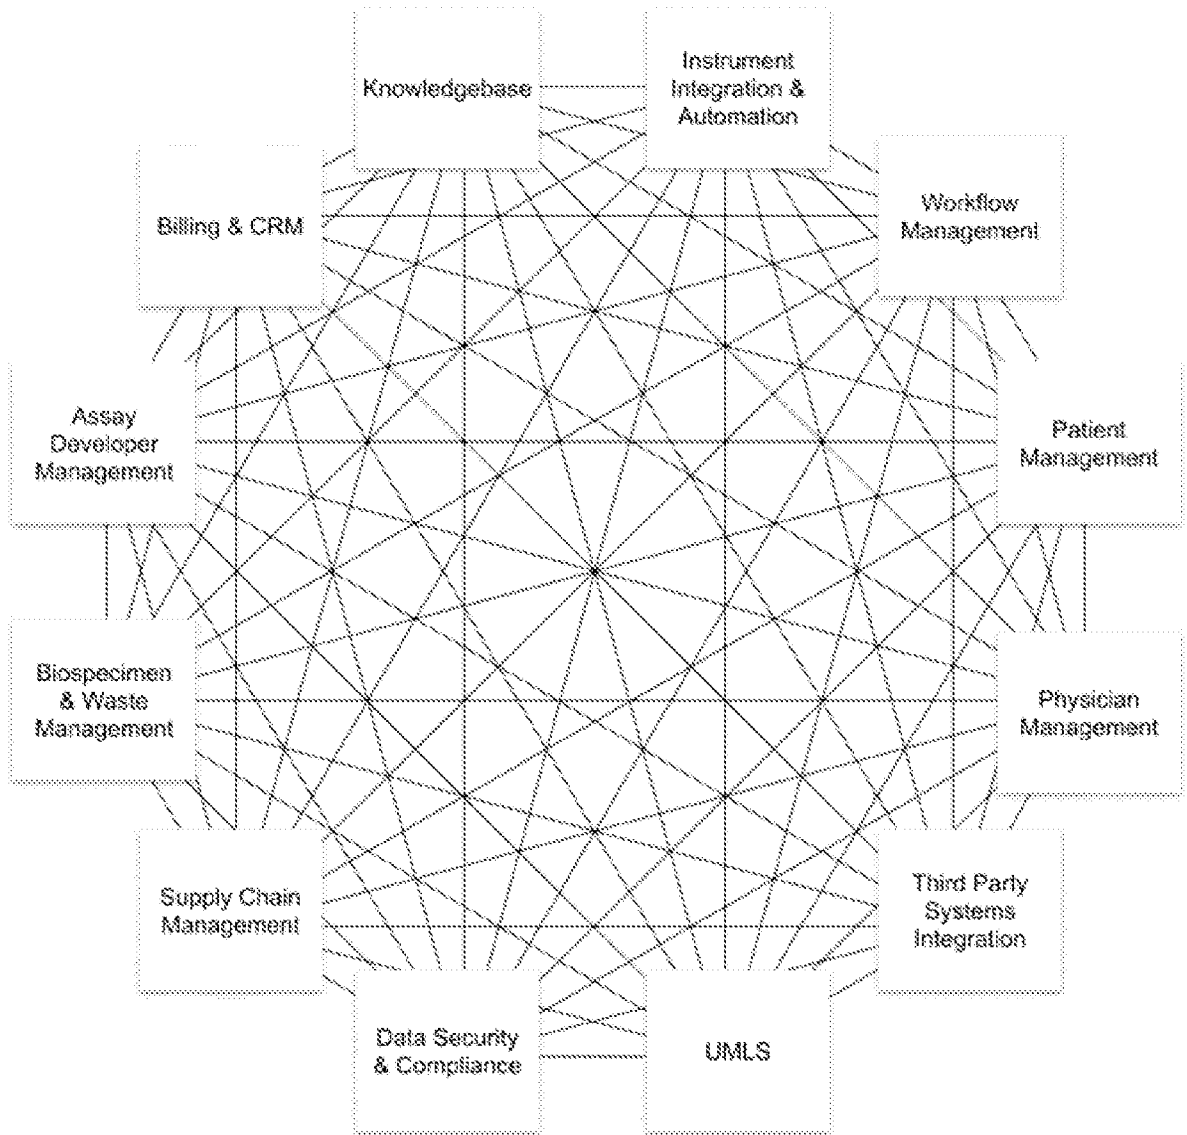 Knowledgebase
Instrument
Integration &
Automation
Billing & CRM
Workflow
Management
Assay
Developer
Management
Patient
Management
Biospecimen
& Waste
Management
Physician
Management
Supply Chain
Management
Third Party
Systems
Integration
Data Security
& Compliance
UMLS